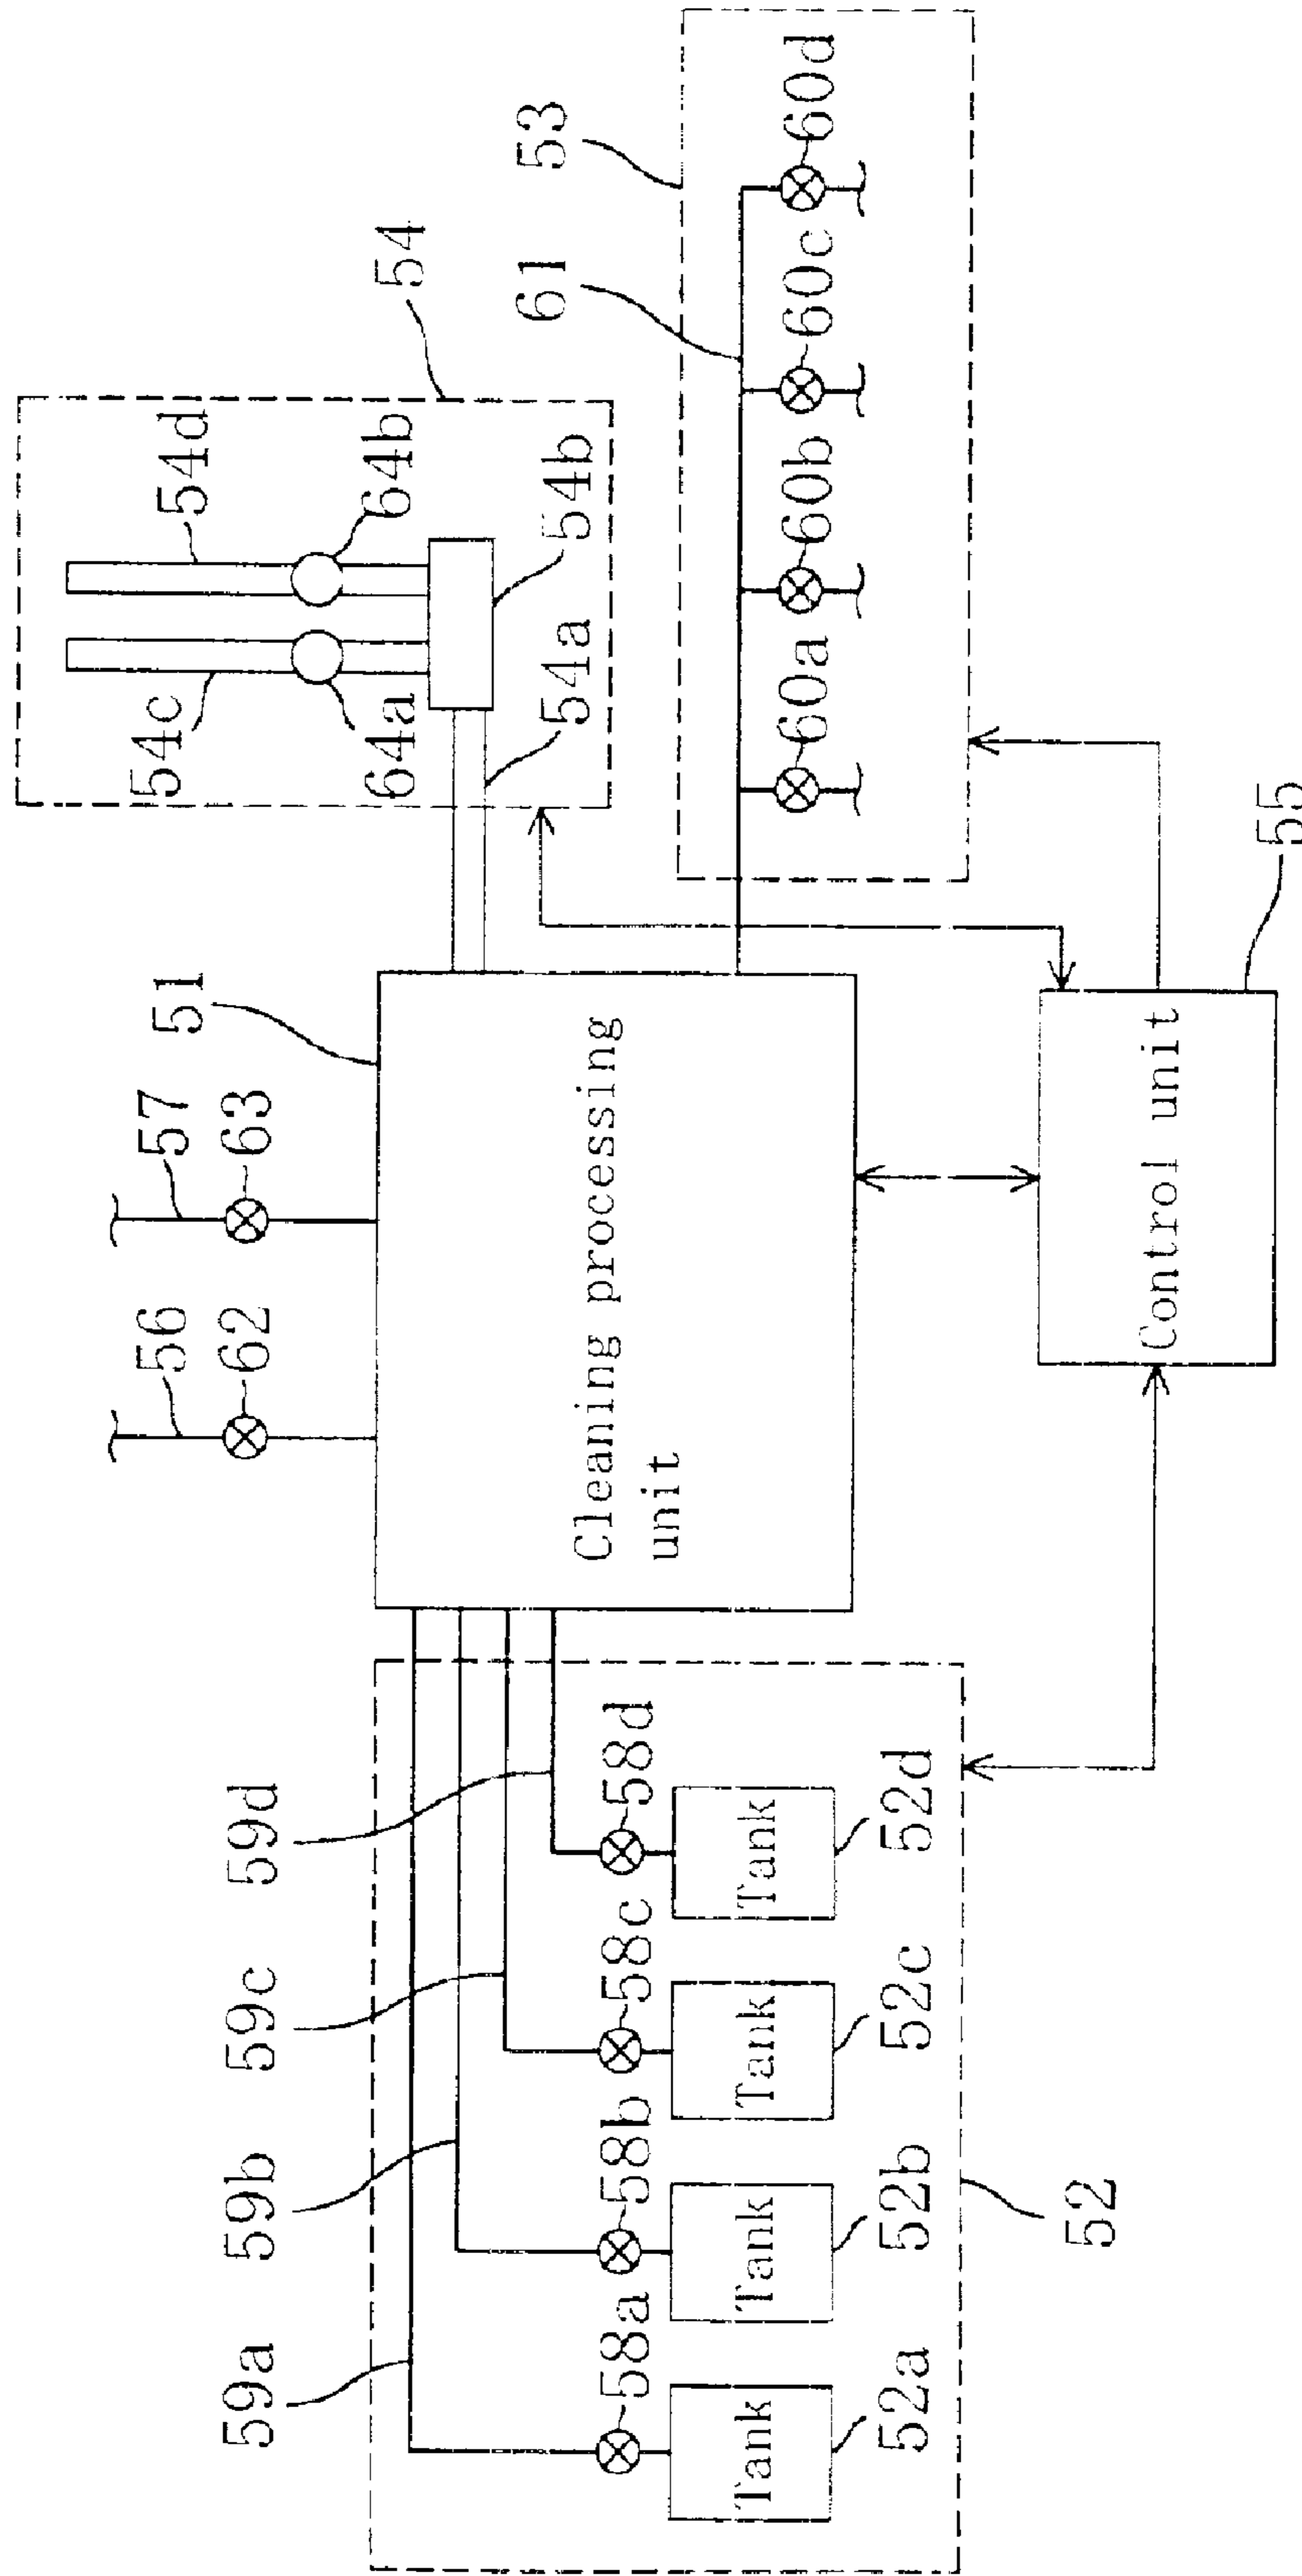 59a
59b
59c
59d
58a
58b
58c
58d
Tank
Tank
Tank
Tank
52a
52b
52c
52d
52
56
57
62
63
51
Cleaning processing
unit
54c
54d
64a
64b
54a
54b
54
53
61
60a
60b
60c
60d
Control unit
55